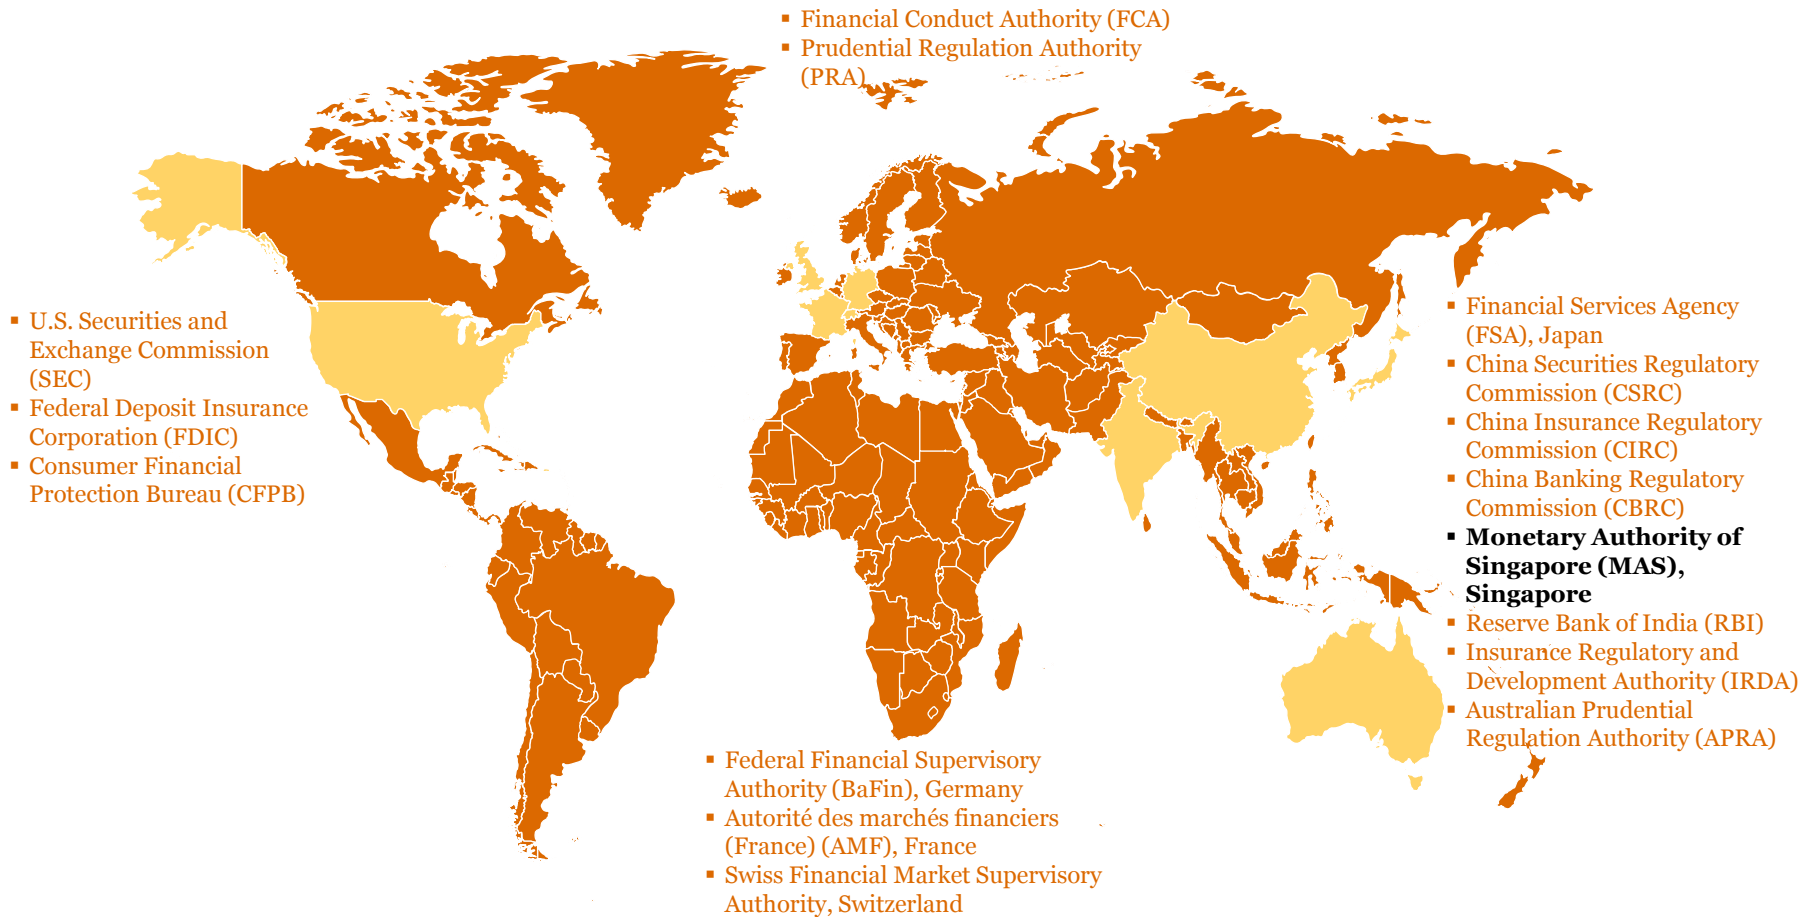 ▪ Financial Conduct Authority (FCA)
▪ Prudential Regulation Authority
(PRA)
▪ U.S. Securities and
Exchange Commission
(SEC)
▪ Federal Deposit Insurance
Corporation (FDIC)
▪ Consumer Financial
Protection Bureau (CFPB)
▪ Financial Services Agency
(FSA), Japan
▪ China Securities Regulatory
Commission (CSRC)
▪ China Insurance Regulatory
Commission (CIRC)
▪ China Banking Regulatory
Commission (CBRC)
▪ Monetary Authority of
Singapore (MAS),
Singapore
▪ Reserve Bank of India (RBI)
▪ Insurance Regulatory and
Development Authority (IRDA)
▪ Australian Prudential
Regulation Authority (APRA)
▪ Federal Financial Supervisory
Authority (BaFin), Germany
▪ Autorité des marchés financiers
(France) (AMF), France
▪ Swiss Financial Market Supervisory
Authority, Switzerland